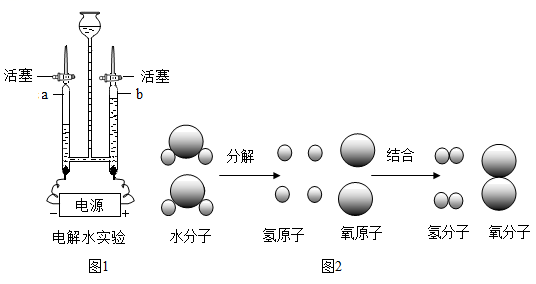 活塞 活塞
a b
电源
− +
电解水实验
图1
分解 结合
水分子 氢原子 氧原子 氢分子 氧分子
图2